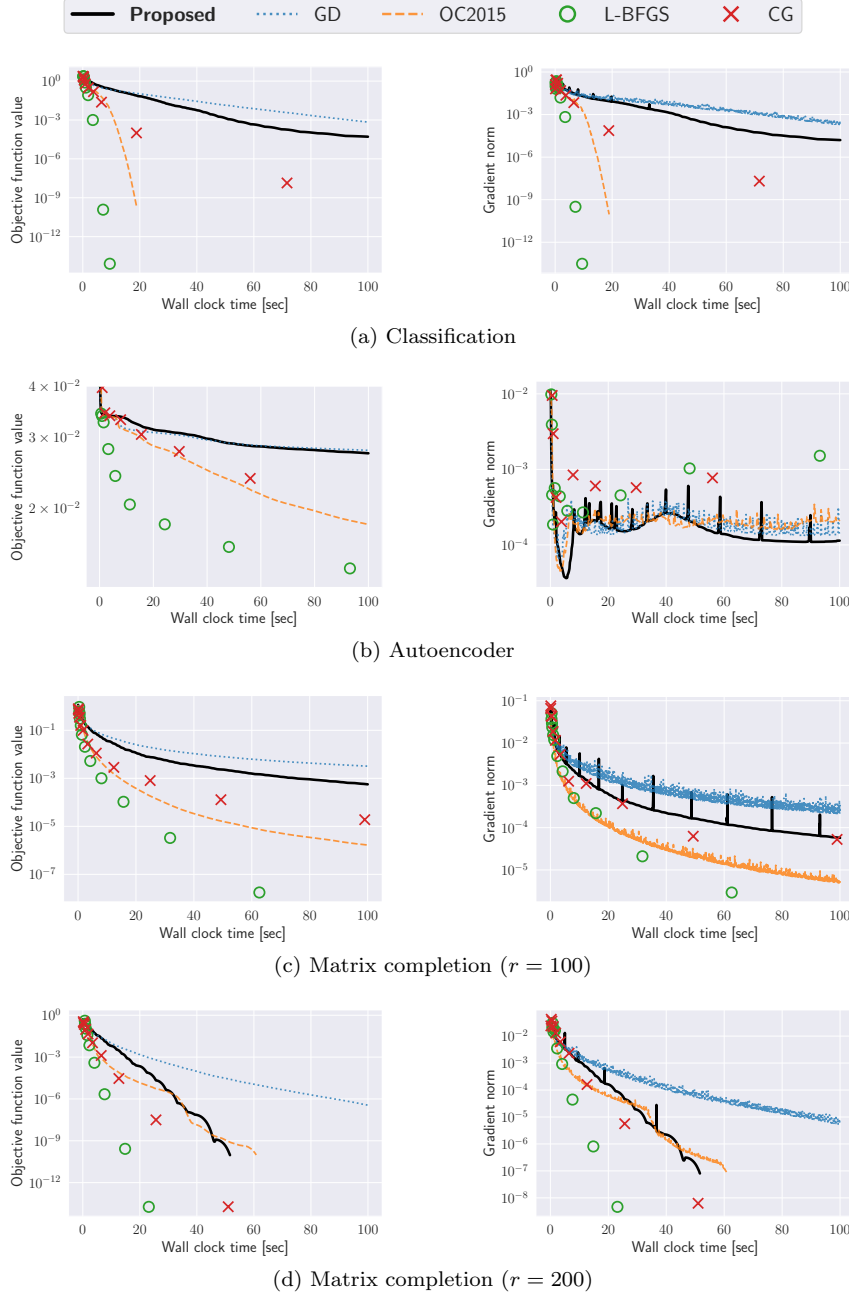 Proposed GD OC2015 L-BFGS CG
Objective function value
10^0
10^-3
10^-6
10^-9
10^-12
0 20 40 60 80 100
Wall clock time [sec]
Gradient norm
10^0
10^-3
10^-6
10^-9
10^-12
0 20 40 60 80 100
Wall clock time [sec]
(a) Classification
Objective function value
4 × 10^-2
3 × 10^-2
2 × 10^-2
0 20 40 60 80 100
Wall clock time [sec]
Gradient norm
10^-2
10^-3
10^-4
0 20 40 60 80 100
Wall clock time [sec]
(b) Autoencoder
Objective function value
10^-1
10^-3
10^-5
10^-7
0 20 40 60 80 100
Wall clock time [sec]
Gradient norm
10^-1
10^-2
10^-3
10^-4
10^-5
0 20 40 60 80 100
Wall clock time [sec]
(c) Matrix completion (r = 100)
Objective function value
10^0
10^-3
10^-6
10^-9
10^-12
0 20 40 60 80 100
Wall clock time [sec]
Gradient norm
10^-2
10^-3
10^-4
10^-5
10^-6
10^-7
10^-8
0 20 40 60 80 100
Wall clock time [sec]
(d) Matrix completion (r = 200)